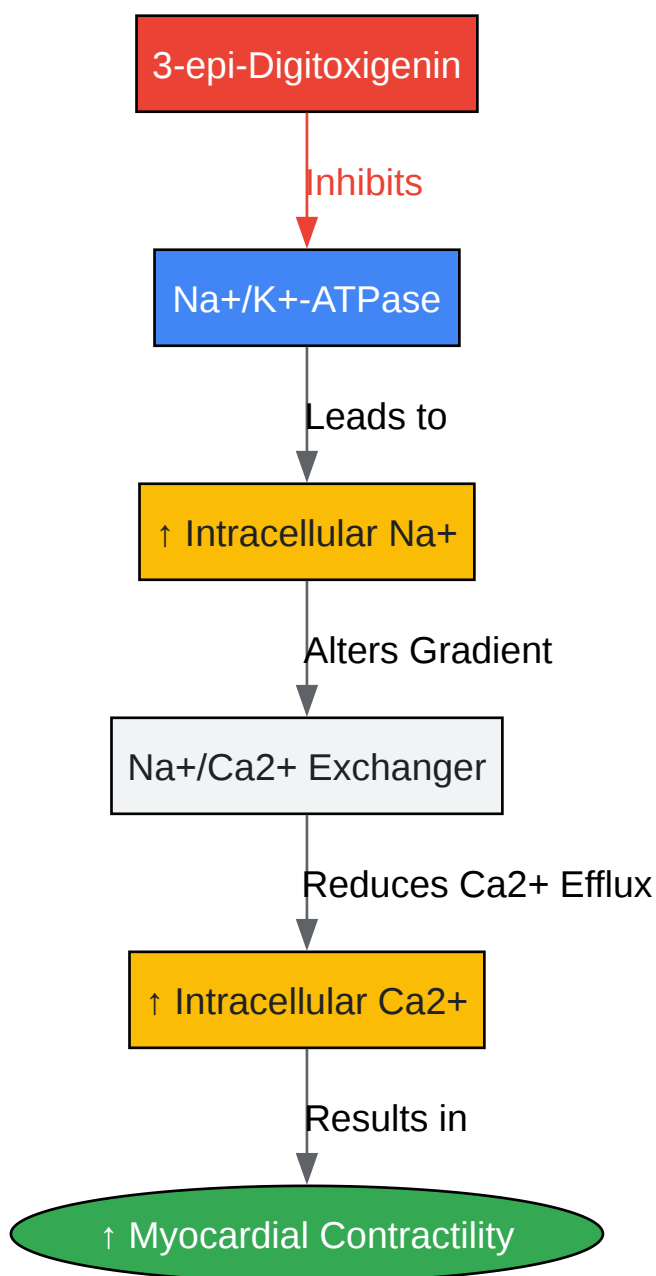 3-epi-Digitoxigenin
Inhibits
Na+/K+-ATPase
Leads to
↑ Intracellular Na+
Alters Gradient
Na+/Ca2+ Exchanger
Reduces Ca2+ Efflux
↑ Intracellular Ca2+
Results in
↑ Myocardial Contractility